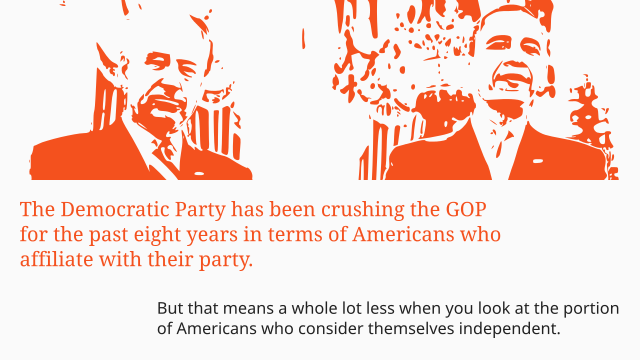 The Democratic Party has been crushing the GOP
for the past eight years in terms of Americans who
affiliate with their party.
But that means a whole lot less when you look at the portion
of Americans who consider themselves independent.